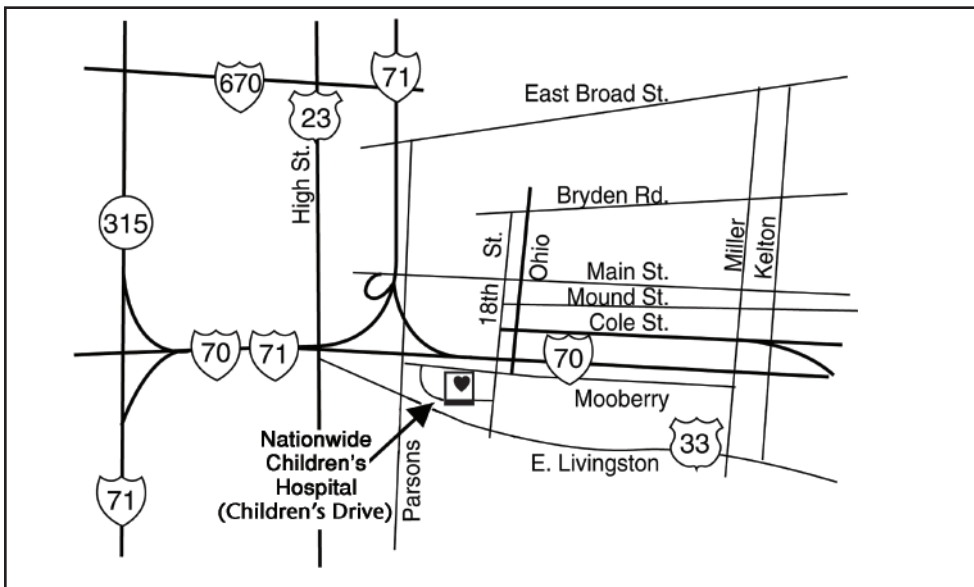 670
71
23
East Broad St.
High St.
315
Bryden Rd.
18th St.
Ohio
Miller
Kelton
Main St.
Mound St.
Cole St.
70
71
70
Mooberry
33
E. Livingston
Nationwide
Children's
Hospital
(Children's Drive)
Parsons
71